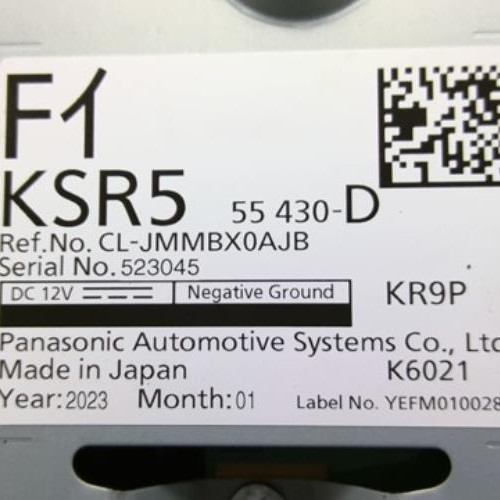 Fイ
KSR5 55 430-D
Ref.No. CL-JMMBX0AJB
Serial No. 523045
DC 12V Negative Ground KR9P
Panasonic Automotive Systems Co., Ltd
Made in Japan K6021
Year: 2023 Month: 01 Label No. YEFM010028